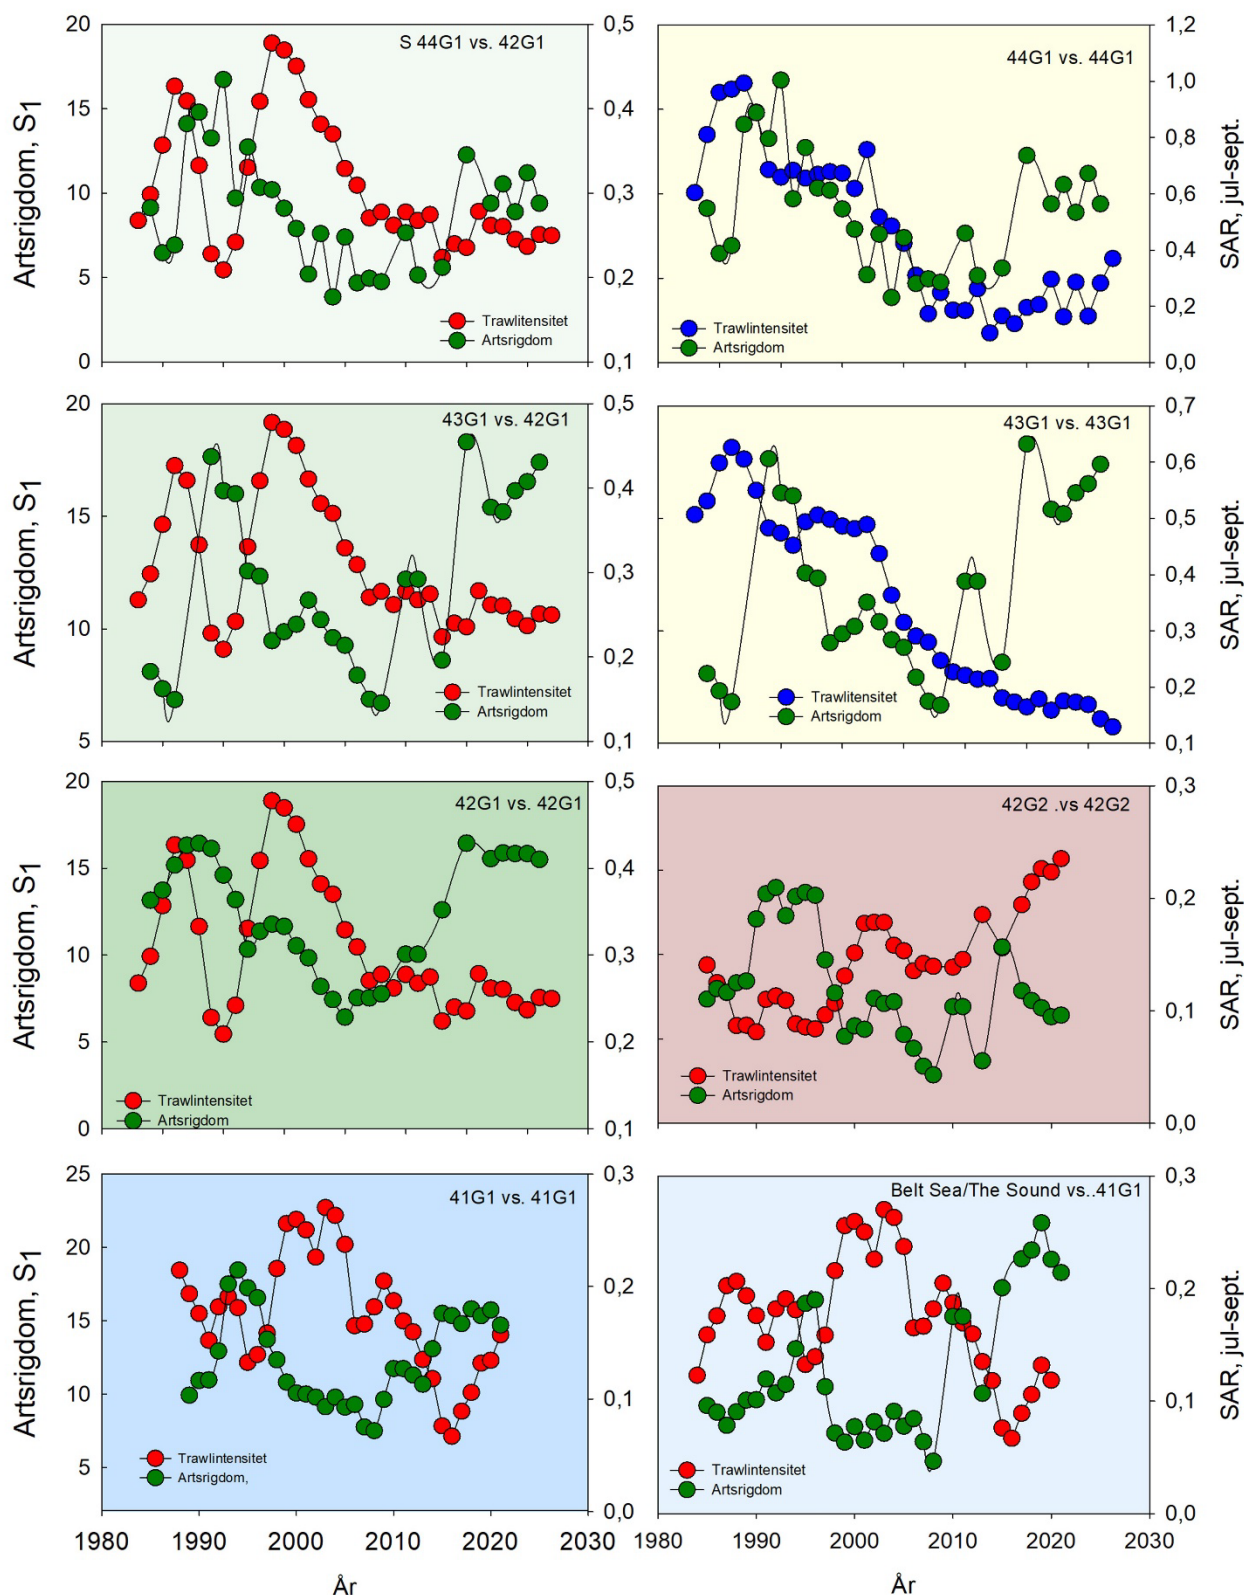 20
15
10
5
0
Artsrigdom, S1
S 44G1 vs. 42G1
Trawlitensitet
Artsrigdom
0,5
0,4
0,3
0,2
0,1
44G1 vs. 44G1
Trawlintensitet
Artsrigdom
1,2
1,0
0,8
0,6
0,4
0,2
0,0
SAR, jul-sept.
20
15
10
5
Artsrigdom, S1
43G1 vs. 42G1
Trawlintensitet
Artsrigdom
0,5
0,4
0,3
0,2
0,1
43G1 vs. 43G1
Trawlitensitet
Artsrigdom
0,7
0,6
0,5
0,4
0,3
0,2
0,1
SAR, jul-sept.
20
15
10
5
0
Artsrigdom, S1
42G1 vs. 42G1
Trawlintensitet
Artsrigdom
0,5
0,4
0,3
0,2
0,1
42G2 .vs 42G2
Trawlintensitet
Artsrigdom
0,3
0,2
0,1
0,0
SAR, jul-sept.
25
20
15
10
5
Artsrigdom, S1
41G1 vs. 41G1
Trawlintensitet
Artsrigdom,
0,3
0,2
0,1
0,0
1980
1990
2000
2010
2020
2030
År
Belt Sea/The Sound vs..41G1
Trawlintensitet
Artsrigdom
0,3
0,2
0,1
0,0
SAR, jul-sept.
1980
1990
2000
2010
2020
2030
År